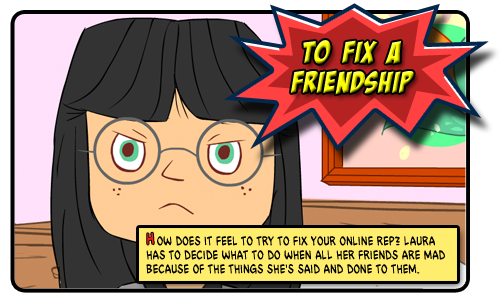 TO FIX A
FRIENDSHIP
HOW DOES IT FEEL TO TRY TO FIX YOUR ONLINE REP? LAURA
HAS TO DECIDE WHAT TO DO WHEN ALL HER FRIENDS ARE MAD
BECAUSE OF THE THINGS SHE'S SAID AND DONE TO THEM.